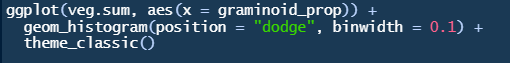 ggplot(veg.sum, aes(x = graminoid_prop)) +
  geom_histogram(position = "dodge", binwidth = 0.1) +
  theme_classic()